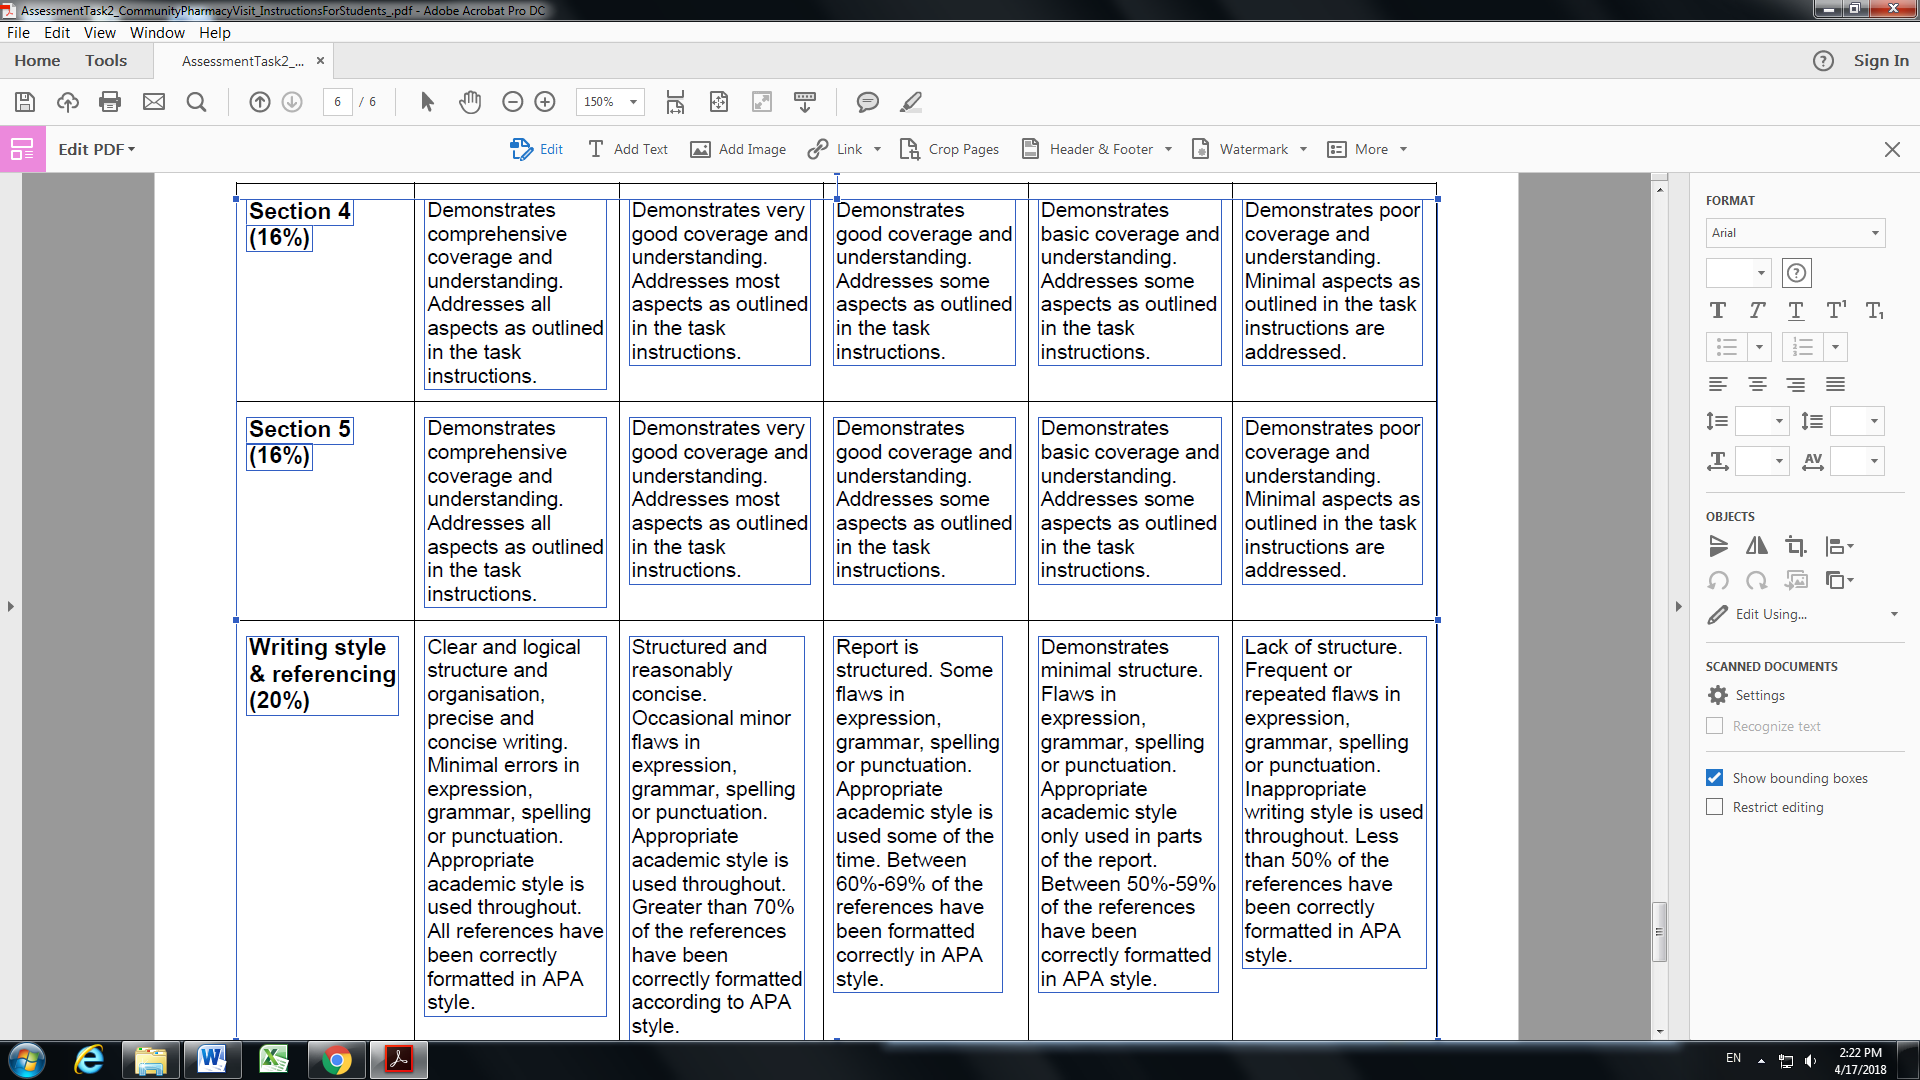 AssessmentTask2_CommunityPharmacyVisit_InstructionsForStudents_.pdf - Adobe Acrobat Pro DC
File Edit View Window Help
Home Tools AssessmentTask2_... × Sign In
6 / 6 150%
Edit PDF Edit Add Text Add Image Link Crop Pages Header & Footer Watermark More
Section 4
(16%)
Demonstrates
comprehensive
coverage and
understanding.
Addresses all
aspects as outlined
in the task
instructions.
Demonstrates very
good coverage and
understanding.
Addresses most
aspects as outlined
in the task
instructions.
Demonstrates
good coverage and
understanding.
Addresses some
aspects as outlined
in the task
instructions.
Demonstrates
basic coverage and
understanding.
Addresses some
aspects as outlined
in the task
instructions.
Demonstrates poor
coverage and
understanding.
Minimal aspects as
outlined in the task
instructions are
addressed.
Section 5
(16%)
Demonstrates
comprehensive
coverage and
understanding.
Addresses all
aspects as outlined
in the task
instructions.
Demonstrates very
good coverage and
understanding.
Addresses most
aspects as outlined
in the task
instructions.
Demonstrates
good coverage and
understanding.
Addresses some
aspects as outlined
in the task
instructions.
Demonstrates
basic coverage and
understanding.
Addresses some
aspects as outlined
in the task
instructions.
Demonstrates poor
coverage and
understanding.
Minimal aspects as
outlined in the task
instructions are
addressed.
Writing style
& referencing
(20%)
Clear and logical
structure and
organisation,
precise and
concise writing.
Minimal errors in
expression,
grammar, spelling
or punctuation.
Appropriate
academic style is
used throughout.
All references have
been correctly
formatted in APA
style.
Structured and
reasonably
concise.
Occasional minor
flaws in
expression,
grammar, spelling
or punctuation.
Appropriate
academic style is
used throughout.
Greater than 70%
of the references
have been
correctly formatted
according to APA
style.
Report is
structured. Some
flaws in
expression,
grammar, spelling
or punctuation.
Appropriate
academic style is
used some of the
time. Between
60%-69% of the
references have
been formatted
correctly in APA
style.
Demonstrates
minimal structure.
Flaws in
expression,
grammar, spelling
or punctuation.
Appropriate
academic style
only used in parts
of the report.
Between 50%-59%
of the references
have been
correctly formatted
in APA style.
Lack of structure.
Frequent or
repeated flaws in
expression,
grammar, spelling
or punctuation.
Inappropriate
writing style is used
throughout. Less
than 50% of the
references have
been correctly
formatted in APA
style.
FORMAT
Arial
OBJECTS
Edit Using...
SCANNED DOCUMENTS
Settings
Recognize text
Show bounding boxes
Restrict editing
EN
2:22 PM
4/17/2018